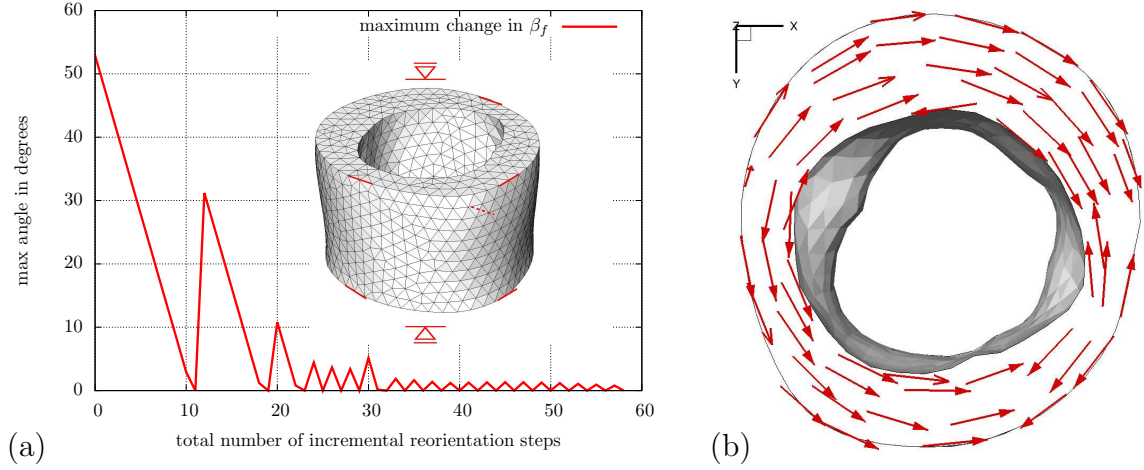 60
50
40
30
20
10
0
0 10 20 30 40 50 60
max angle in degrees
total number of incremental reorientation steps
maximum change in β_f
(a)
Z X
Y
(b)